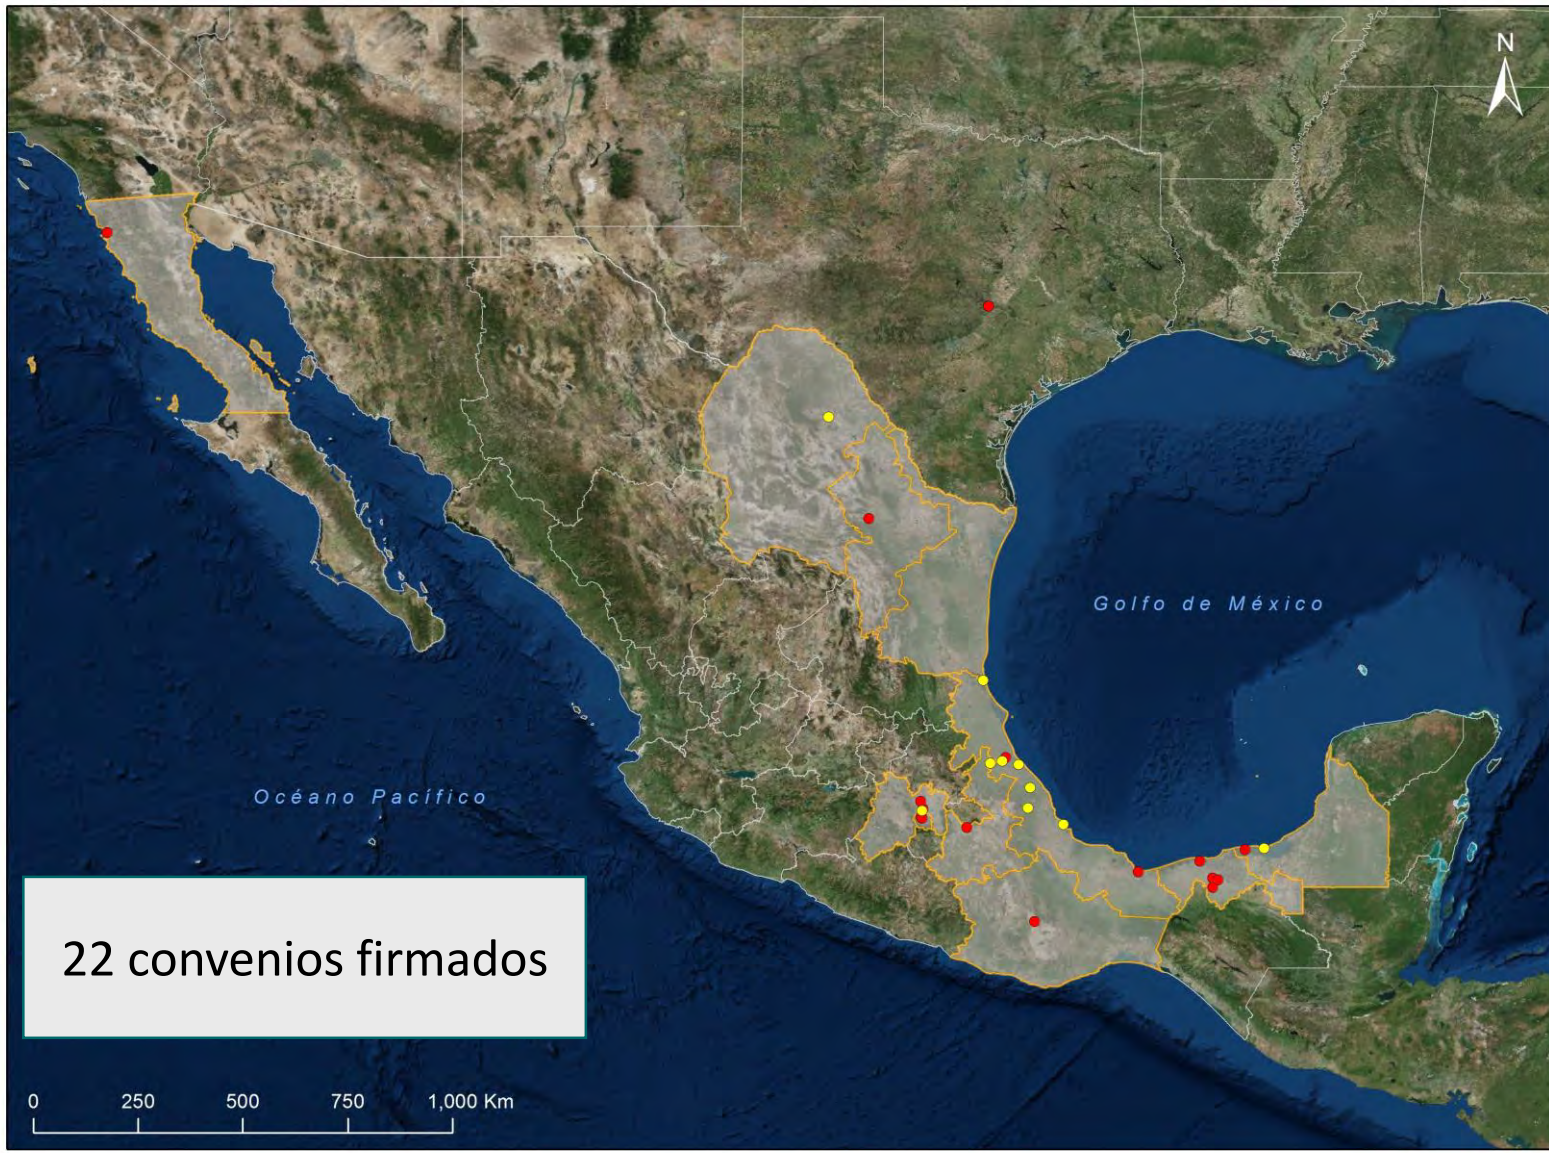 N
Golfo de México
Océano Pacífico
22 convenios firmados
0 250 500 750 1,000 Km